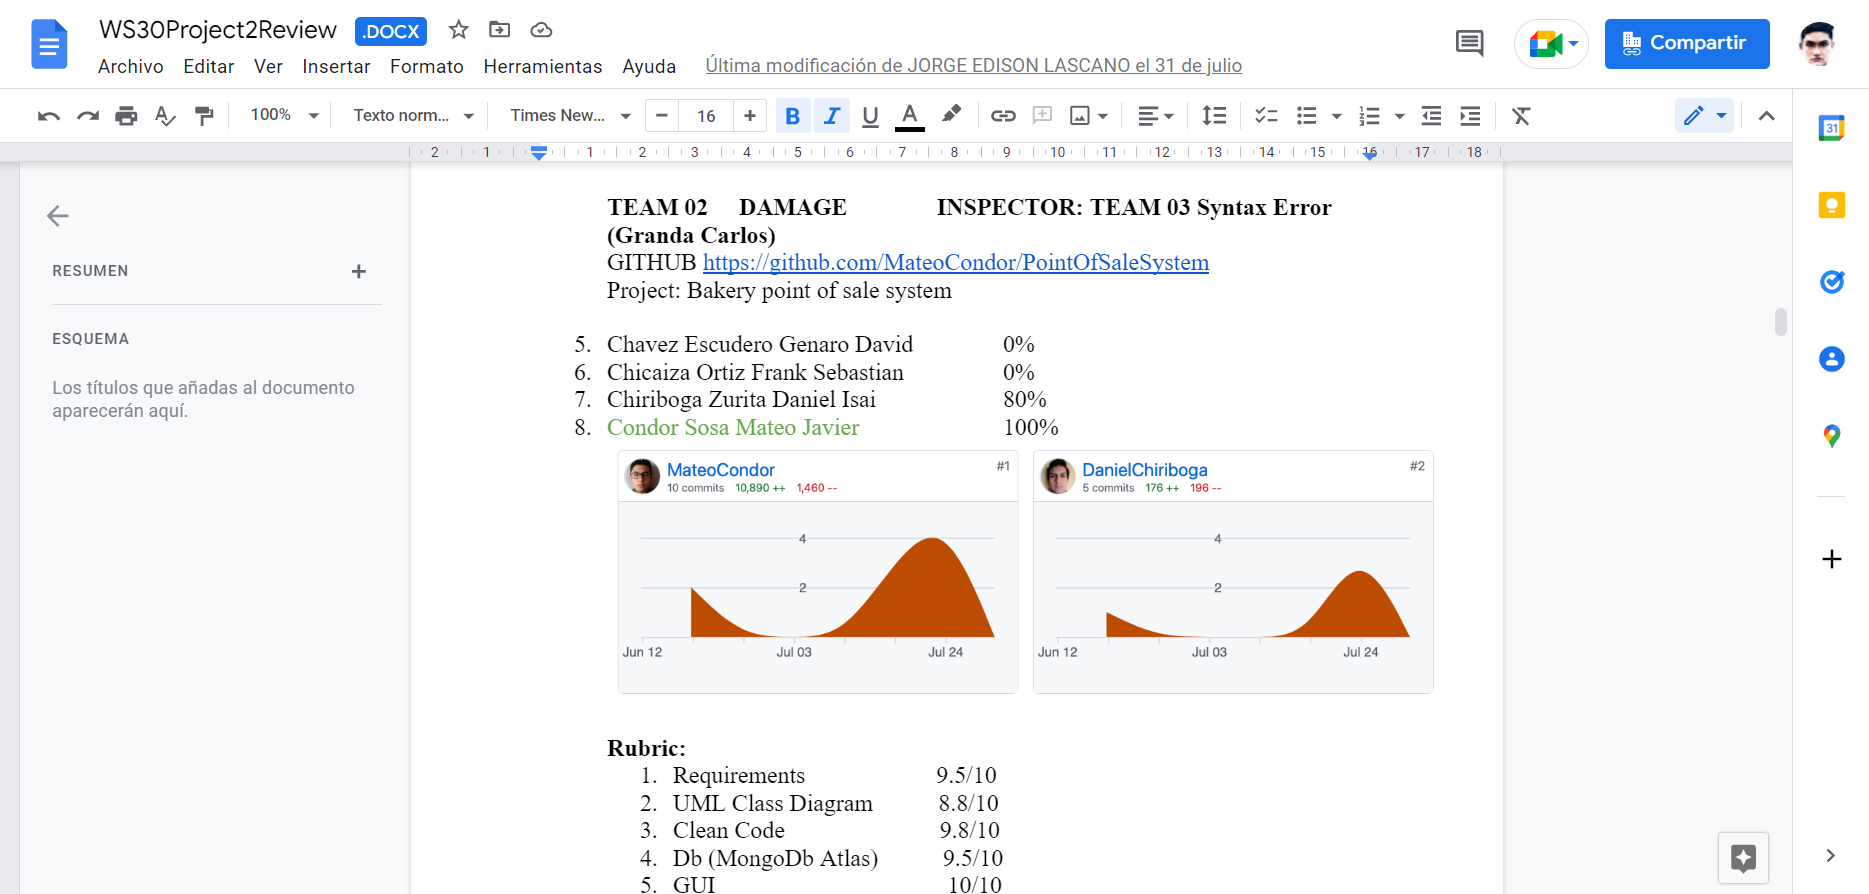 WS30Project2Review .DOCX
Archivo Editar Ver Insertar Formato Herramientas Ayuda Última modificación de JORGE EDISON LASCANO el 31 de julio
Compartir
100% Texto norm... Times New... 16 B I U A
2 1 1 2 3 4 5 6 7 8 9 10 11 12 13 14 15 16 17 18
31
RESUMEN
ESQUEMA
Los títulos que añadas al documento
aparecerán aquí.
TEAM 02 DAMAGE INSPECTOR: TEAM 03 Syntax Error
(Granda Carlos)
GITHUB https://github.com/MateoCondor/PointOfSaleSystem
Project: Bakery point of sale system
5. Chavez Escudero Genaro David 0%
6. Chicaiza Ortiz Frank Sebastian 0%
7. Chiriboga Zurita Daniel Isai 80%
8. Condor Sosa Mateo Javier 100%
MateoCondor #1
10 commits 10,890 ++ 1,460 --
4
2
Jun 12 Jul 03 Jul 24
DanielChiriboga #2
5 commits 176 ++ 196 --
4
2
Jun 12 Jul 03 Jul 24
Rubric:
1. Requirements 9.5/10
2. UML Class Diagram 8.8/10
3. Clean Code 9.8/10
4. Db (MongoDb Atlas) 9.5/10
5. GUI 10/10